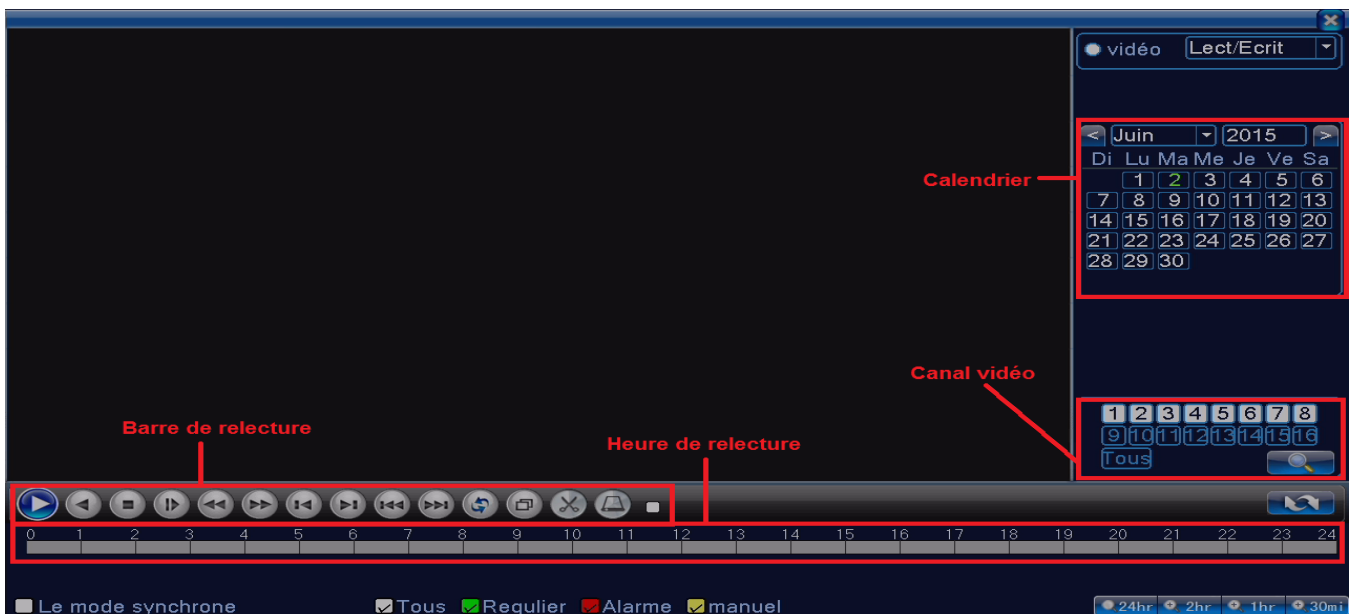 vidéo Lect/Ecrit
< Juin 2015 >
Di Lu Ma Me Je Ve Sa
1 2 3 4 5 6
7 8 9 10 11 12 13
14 15 16 17 18 19 20
21 22 23 24 25 26 27
28 29 30
Calendrier
Canal vidéo
1 2 3 4 5 6 7 8
9 10 11 12 13 14 15 16
Tous
Barre de relecture
Heure de relecture
0 1 2 3 4 5 6 7 8 9 10 11 12 13 14 15 16 17 18 19 20 21 22 23 24
Le mode synchrone Tous Regulier Alarme manuel
24hr 2hr 1hr 30mi